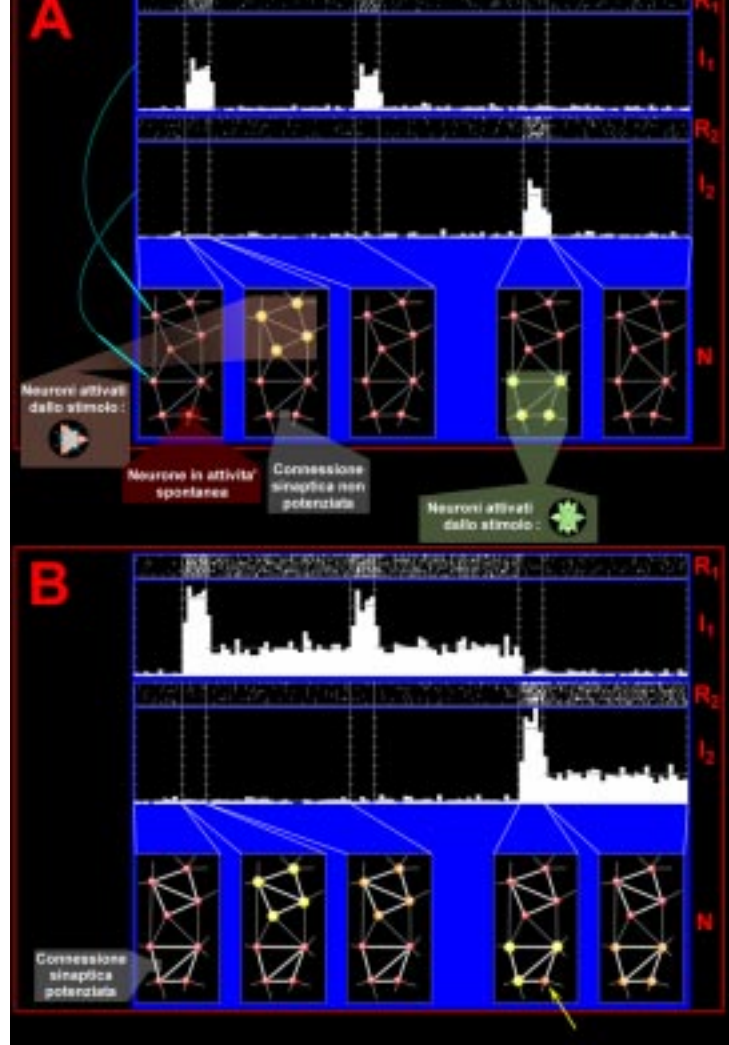 A
R₁
I₁
R₂
I₂
N
Neuroni attivati
dallo stimolo :
Neurone in attivita'
spontanea
Connessione
sinaptica non
potenziata
Neuroni attivati
dallo stimolo :
B
R₁
I₁
R₂
I₂
N
Connessione
sinaptica
potenziata